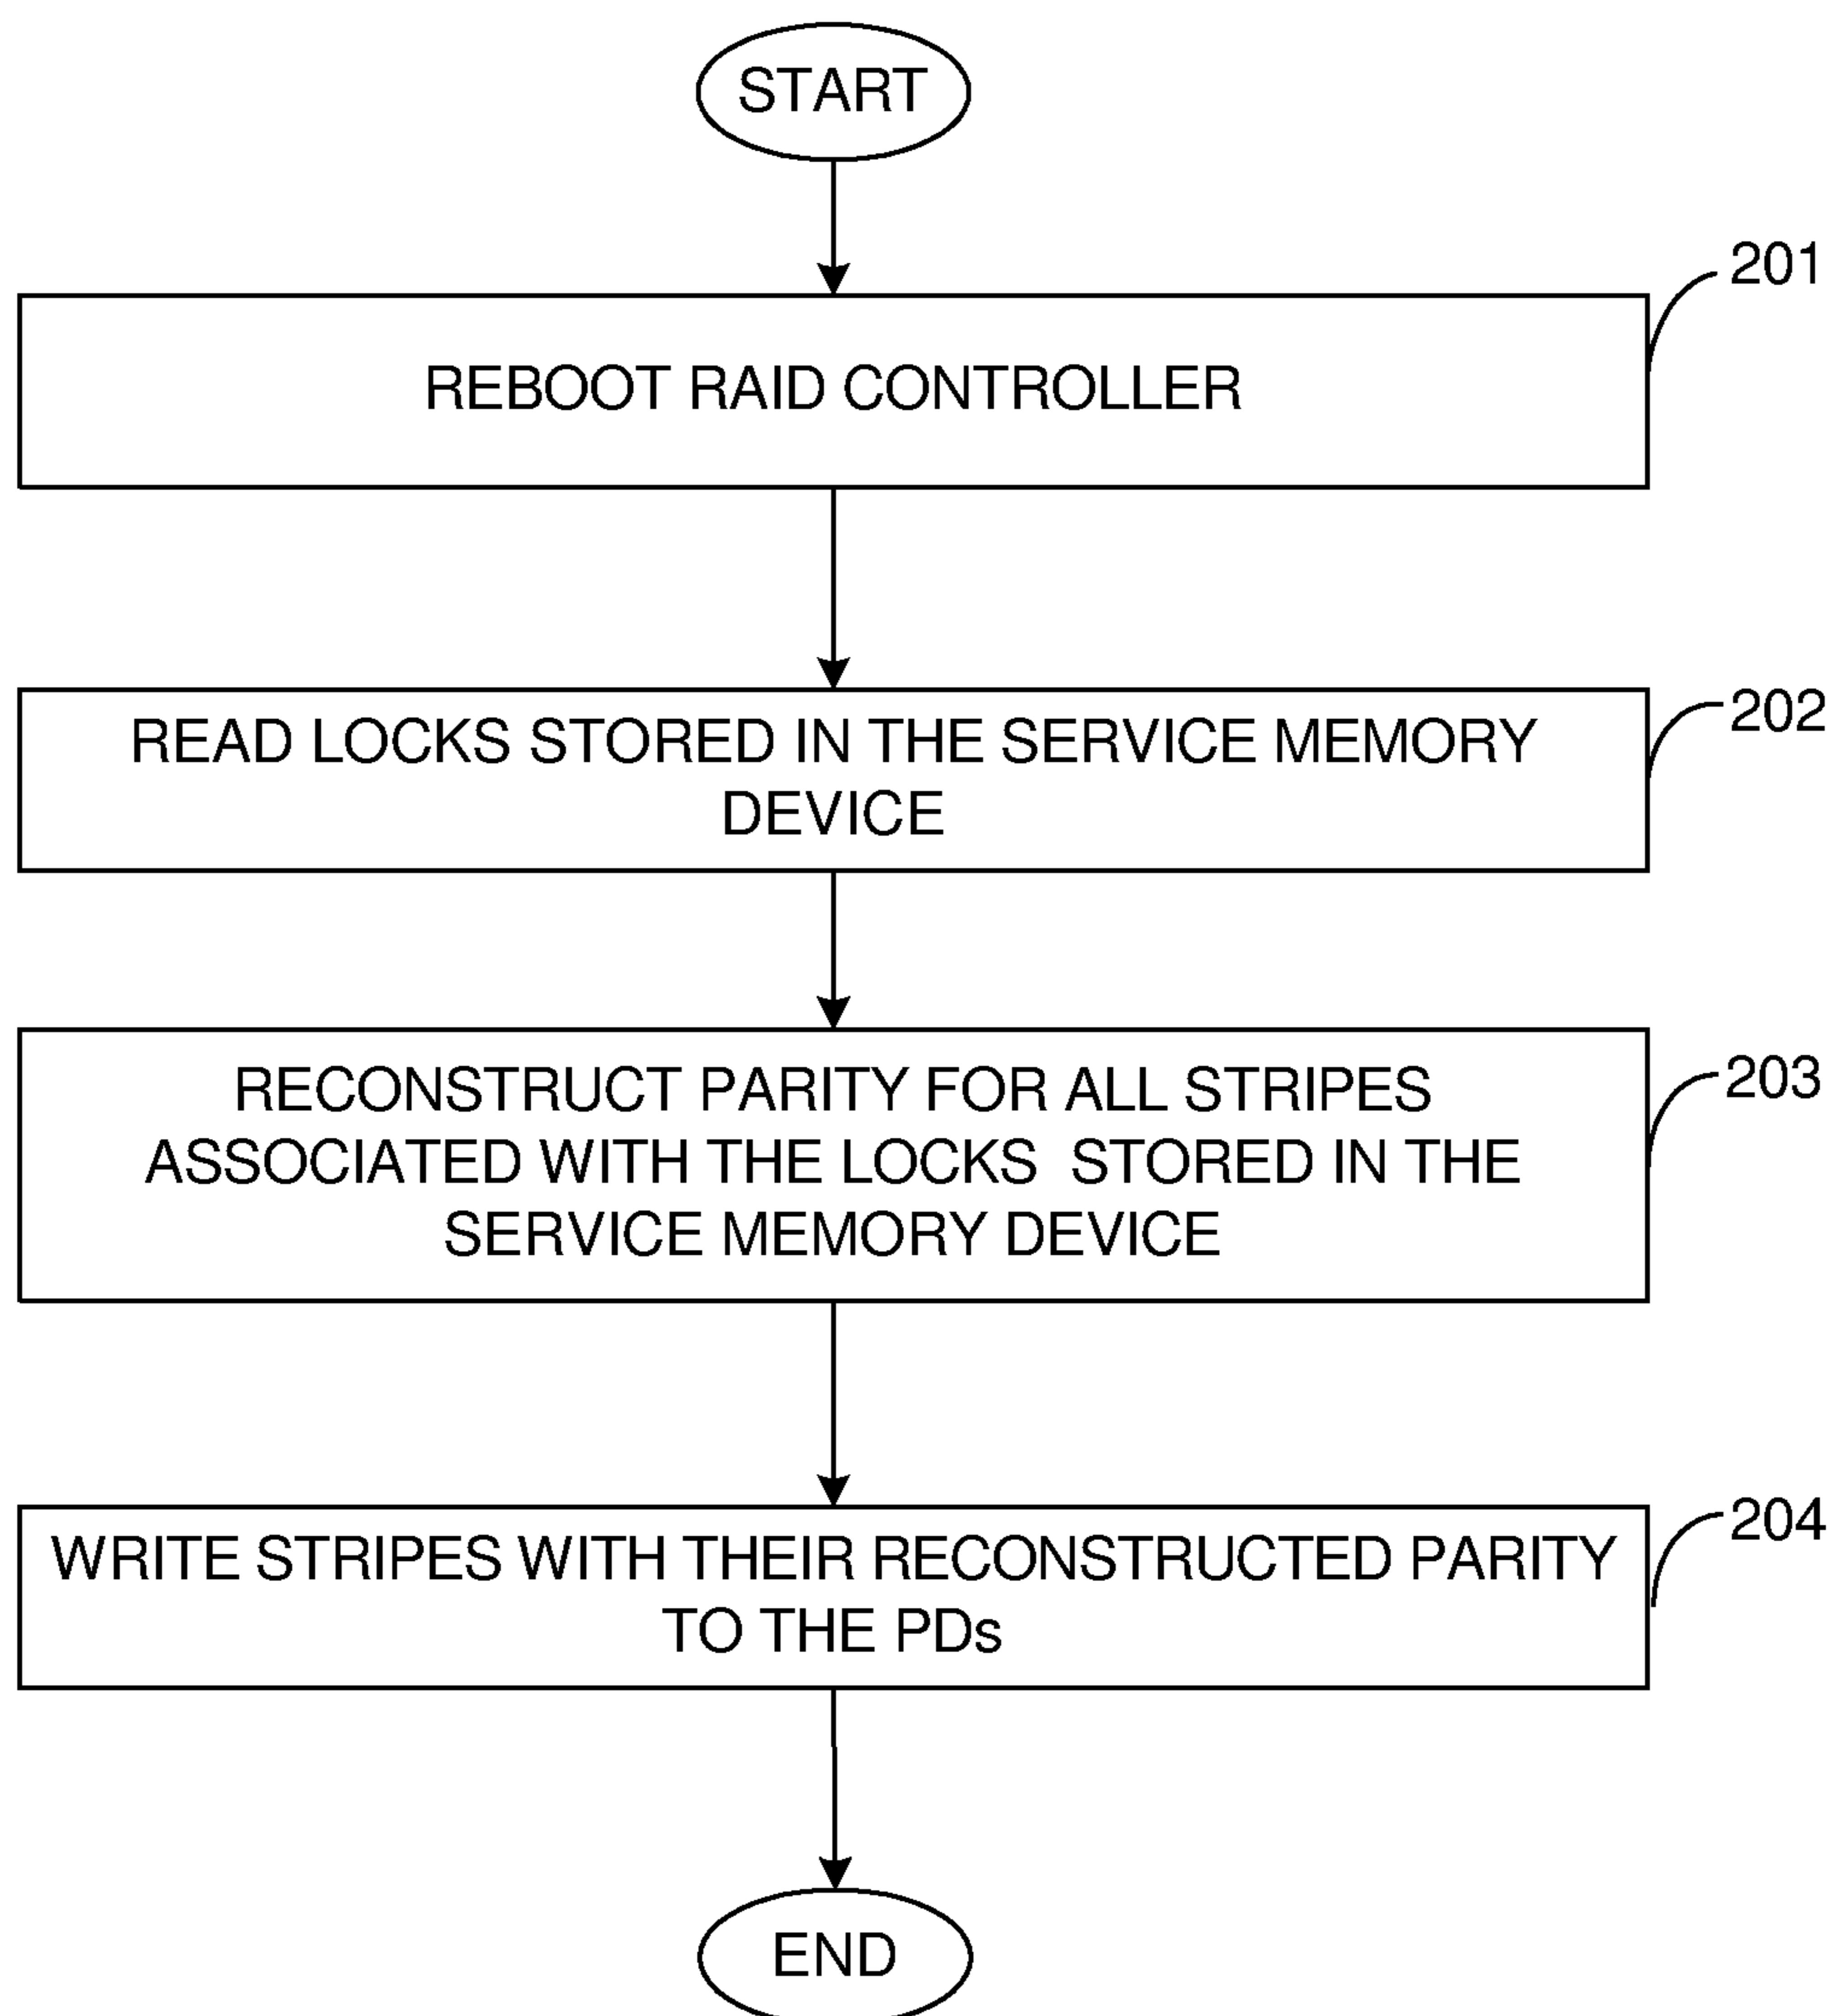 START
201
REBOOT RAID CONTROLLER
202
READ LOCKS STORED IN THE SERVICE MEMORY
DEVICE
203
RECONSTRUCT PARITY FOR ALL STRIPES
ASSOCIATED WITH THE LOCKS STORED IN THE
SERVICE MEMORY DEVICE
204
WRITE STRIPES WITH THEIR RECONSTRUCTED PARITY
TO THE PDs
END